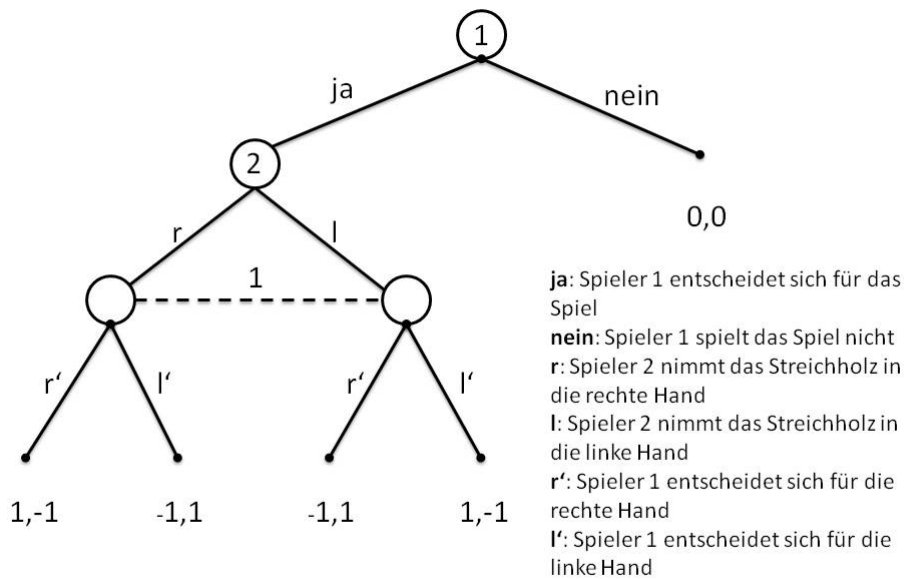 1
ja
nein
2
0,0
r
l
1
r‘
l‘
r‘
l‘
1,-1
-1,1
-1,1
1,-1
ja: Spieler 1 entscheidet sich für das
Spiel
nein: Spieler 1 spielt das Spiel nicht
r: Spieler 2 nimmt das Streichholz in
die rechte Hand
l: Spieler 2 nimmt das Streichholz in
die linke Hand
r‘: Spieler 1 entscheidet sich für die
rechte Hand
l‘: Spieler 1 entscheidet sich für die
linke Hand